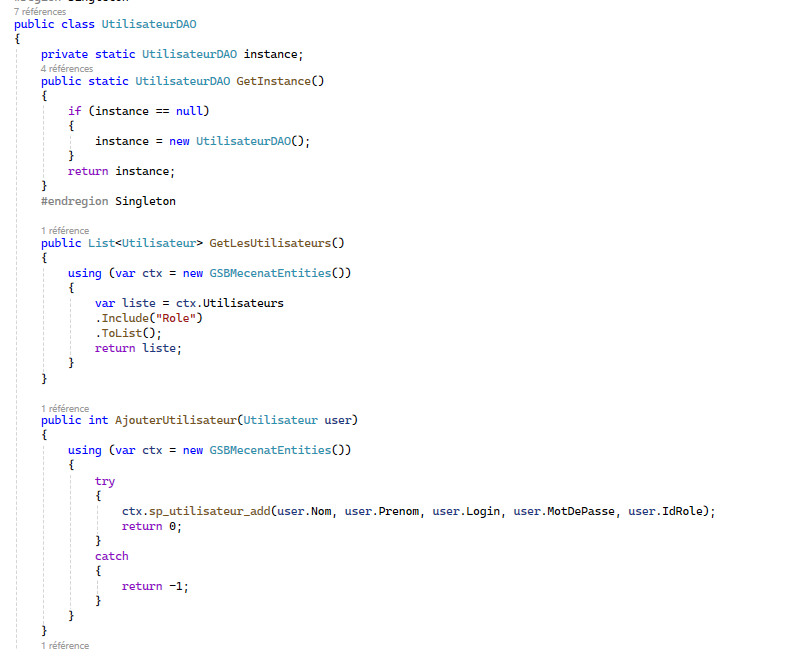 #region Singleton
7 références
public class UtilisateurDAO
{
private static UtilisateurDAO instance;
4 références
public static UtilisateurDAO GetInstance()
{
if (instance == null)
{
instance = new UtilisateurDAO();
}
return instance;
}
#endregion Singleton
1 référence
public List<Utilisateur> GetLesUtilisateurs()
{
using (var ctx = new GSBMecenatEntities())
{
var liste = ctx.Utilisateurs
.Include("Role")
.ToList();
return liste;
}
}
1 référence
public int AjouterUtilisateur(Utilisateur user)
{
using (var ctx = new GSBMecenatEntities())
{
try
{
ctx.sp_utilisateur_add(user.Nom, user.Prenom, user.Login, user.MotDePasse, user.IdRole);
return 0;
}
catch
{
return -1;
}
}
}
1 référence